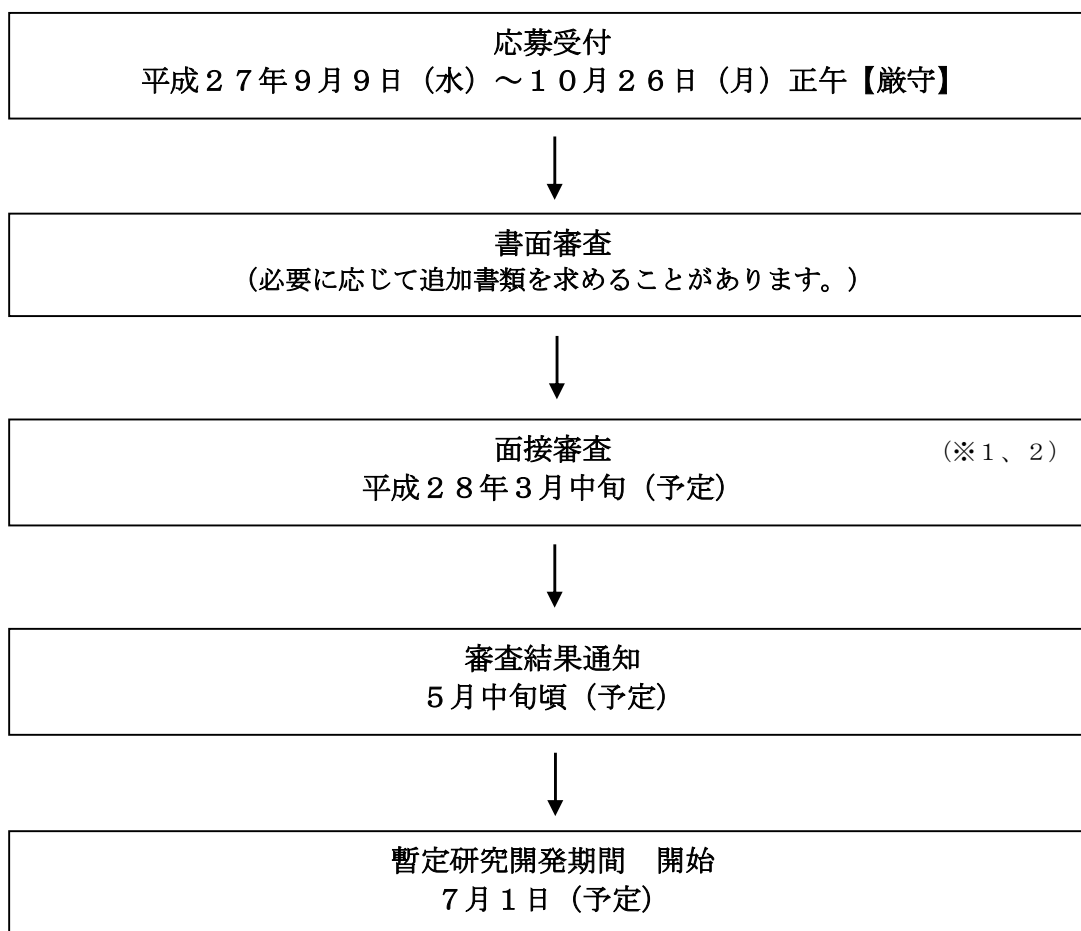 応募受付
平成２７年９月９日（水）～１０月２６日（月）正午【厳守】
書面審査
（必要に応じて追加書類を求めることがあります。）
面接審査 （※１、２）
平成２８年３月中旬（予定）
審査結果通知
５月中旬頃（予定）
暫定研究開発期間　開始
７月１日（予定）